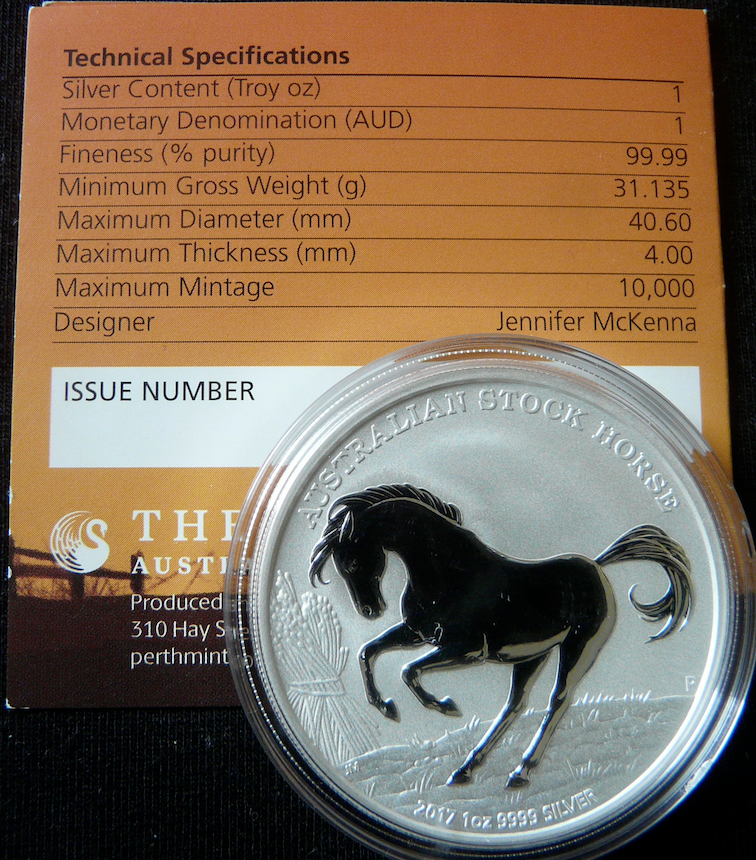 Technical Specifications
Silver Content (Troy oz) 1
Monetary Denomination (AUD) 1
Fineness (% purity) 99.99
Minimum Gross Weight (g) 31.135
Maximum Diameter (mm) 40.60
Maximum Thickness (mm) 4.00
Maximum Mintage 10,000
Designer Jennifer McKenna
ISSUE NUMBER
THE
Produced
310 Hay
perthmint
AUSTRALIAN STOCK HORSE
P
JM
2017 1oz 9999 SILVER